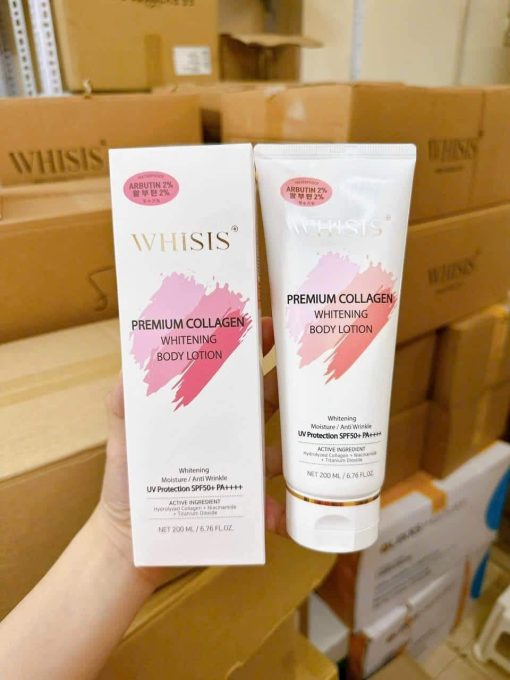 WHISIS
WATERPROOF
ARBUTIN 2%
알부틴 2%
WHISIS
PREMIUM COLLAGEN
WHITENING
BODY LOTION
Whitening
Moisture / Anti Wrinkle
UV Protection SPF50+ PA++++
ACTIVE INGREDIENT
Hydrolyzed Collagen + Niacinamide
+ Titanium Dioxide
NET 200 ML / 6.76 FL.OZ.
WATERPROOF
ARBUTIN 2%
알부틴 2%
WHISIS
PREMIUM COLLAGEN
WHITENING
BODY LOTION
Whitening
Moisture / Anti Wrinkle
UV Protection SPF50+ PA++++
ACTIVE INGREDIENT
Hydrolyzed Collagen + Niacinamide
+ Titanium Dioxide
NET 200 ML / 6.76 FL.OZ.